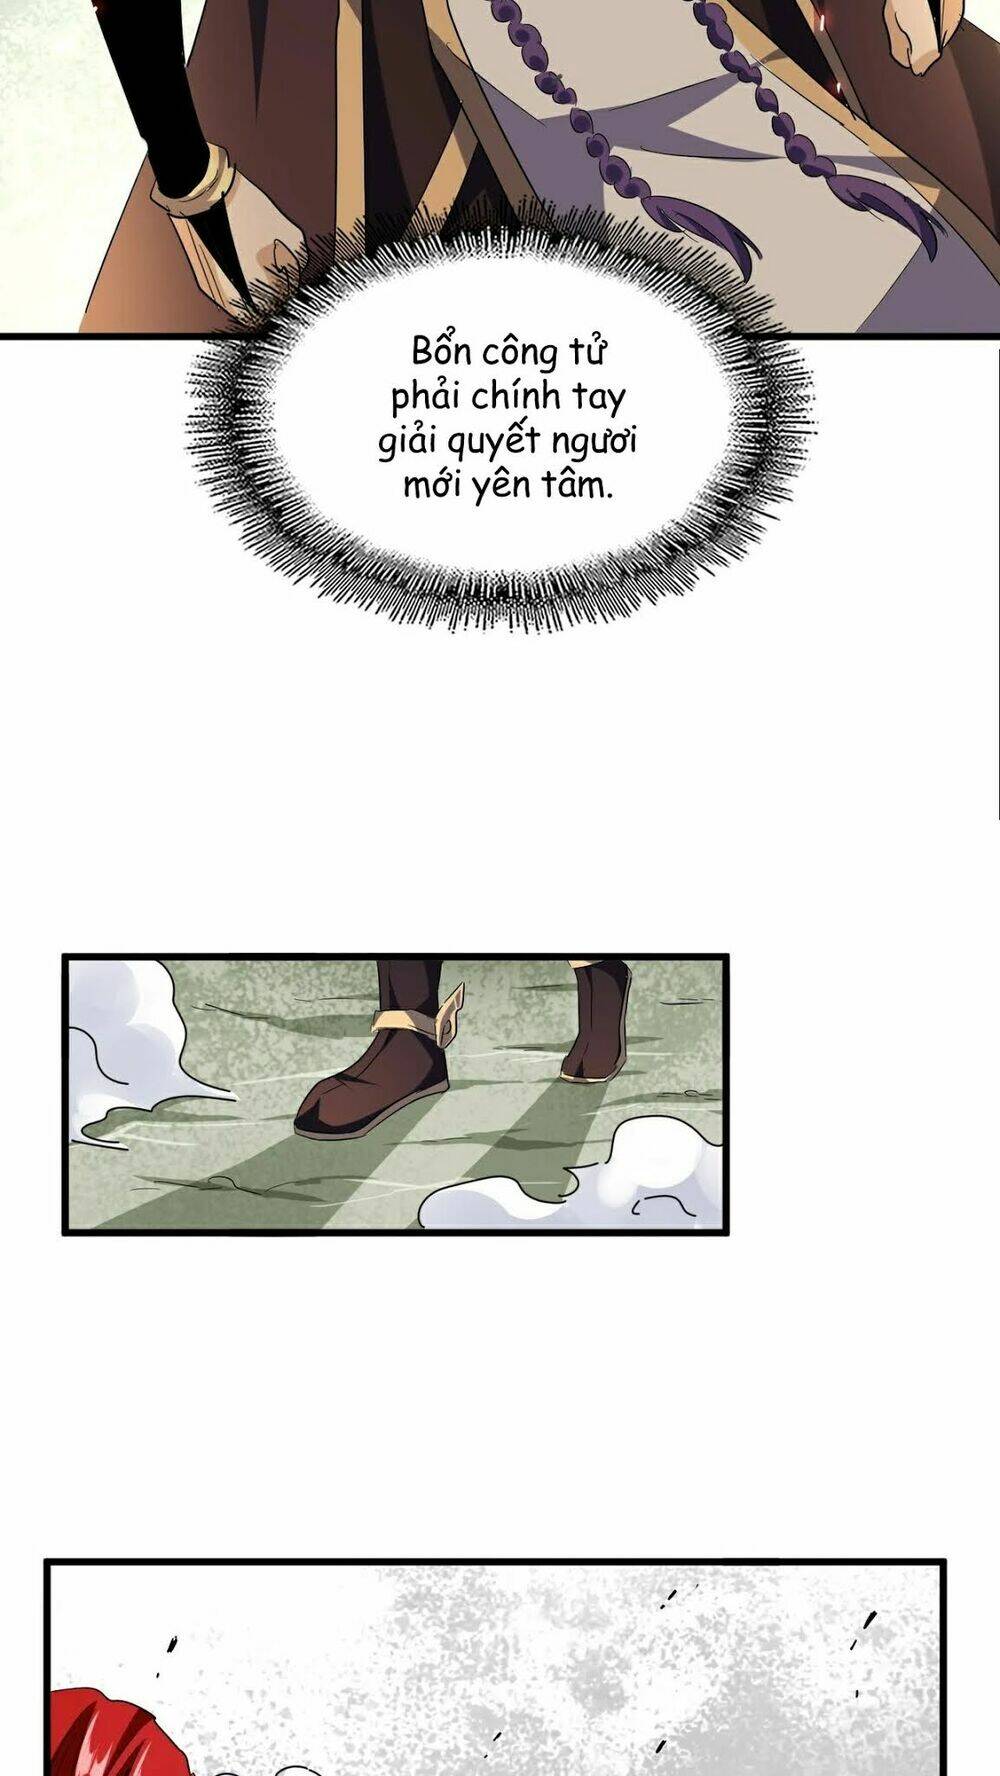 Bổn công tử
phải chính tay
giải quyết ngươi
mới yên tâm.